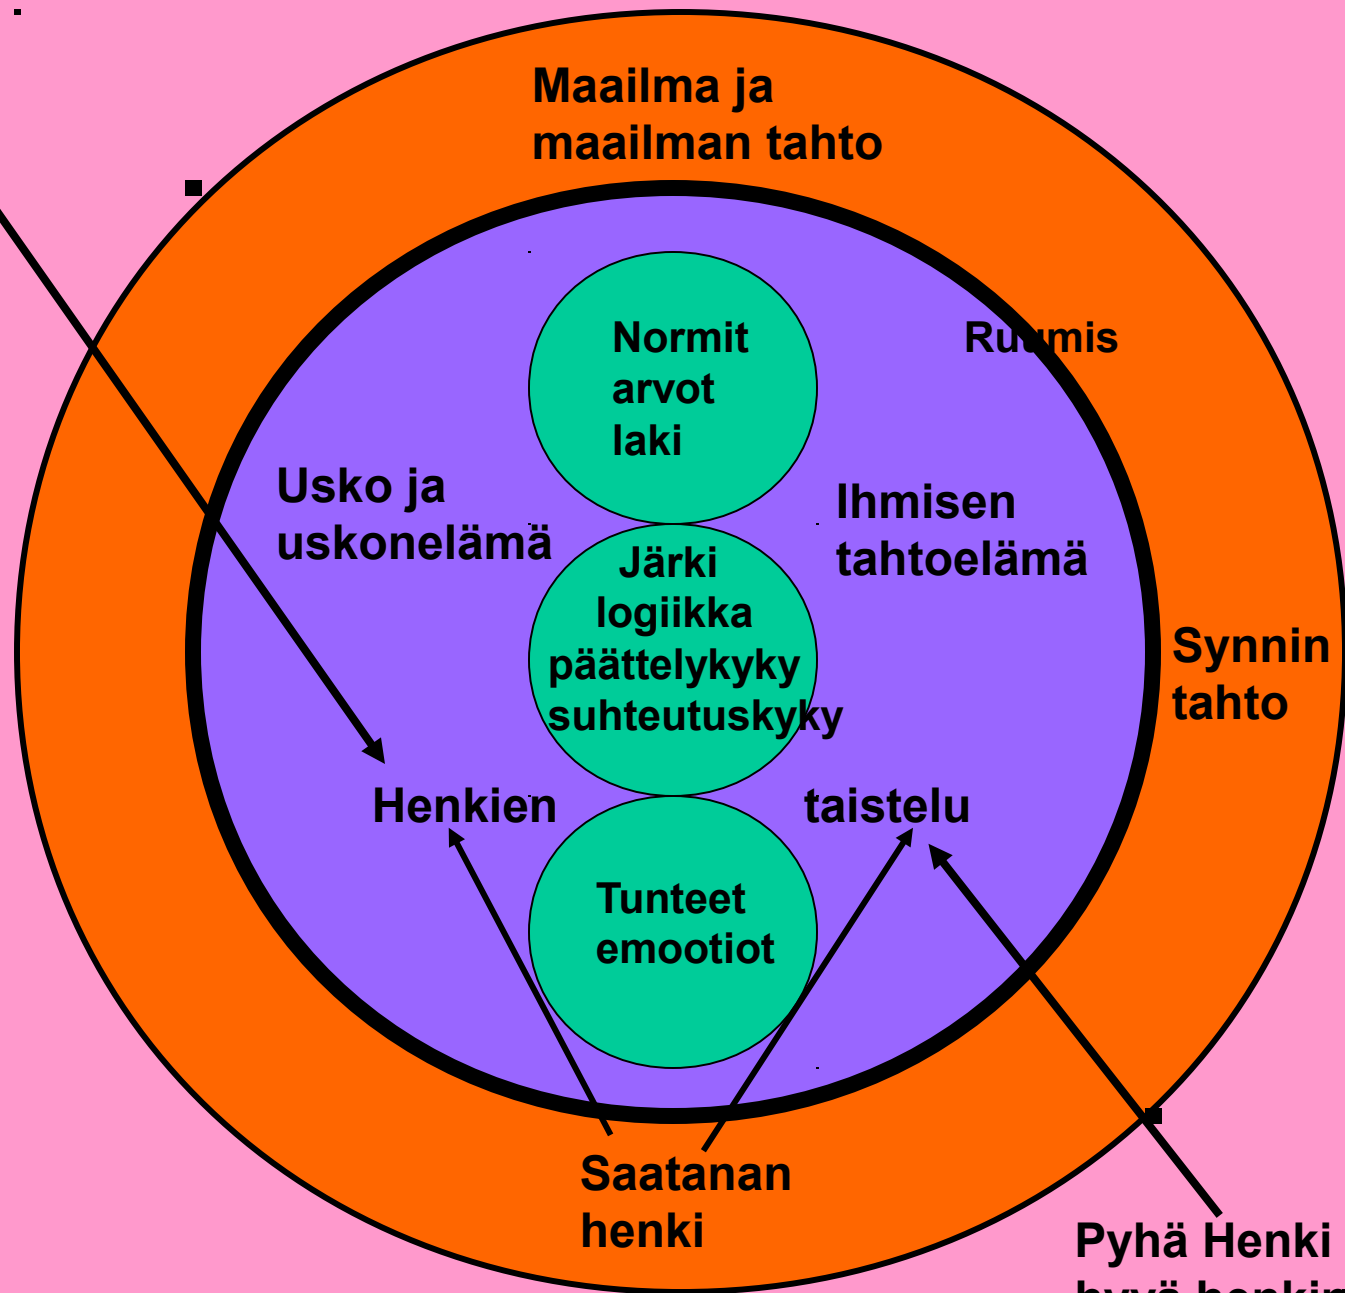 Maailma ja
maailman tahto
Normit
arvot
laki
Ruumis
Usko ja
uskonelämä
Ihmisen
tahtoelämä
Järki
logiikka
päättelykyky
suhteutuskyky
Synnin
tahto
Henkien
taistelu
Tunteet
emootiot
Saatanan
henki
Pyhä Henki
hyvä